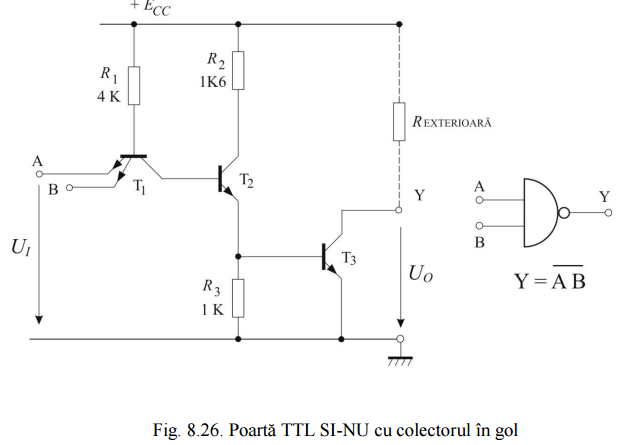 + E_CC
R_1
4 K
R_2
1K6
R EXTERIOARĂ
A
B
T_1
T_2
Y
A
B
Y
U_I
T_3
U_O
R_3
1 K
Y = \overline{A B}
Fig. 8.26. Poartă TTL SI-NU cu colectorul în gol